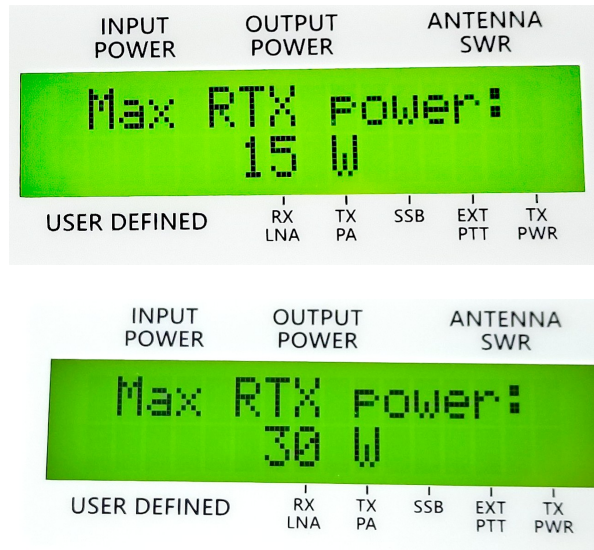 INPUT POWER
OUTPUT POWER
ANTENNA SWR
Max RTX power:
15 W
USER DEFINED
RX LNA
TX PA
SSB
EXT PTT
TX PWR
INPUT POWER
OUTPUT POWER
ANTENNA SWR
Max RTX power:
30 W
USER DEFINED
RX LNA
TX PA
SSB
EXT PTT
TX PWR